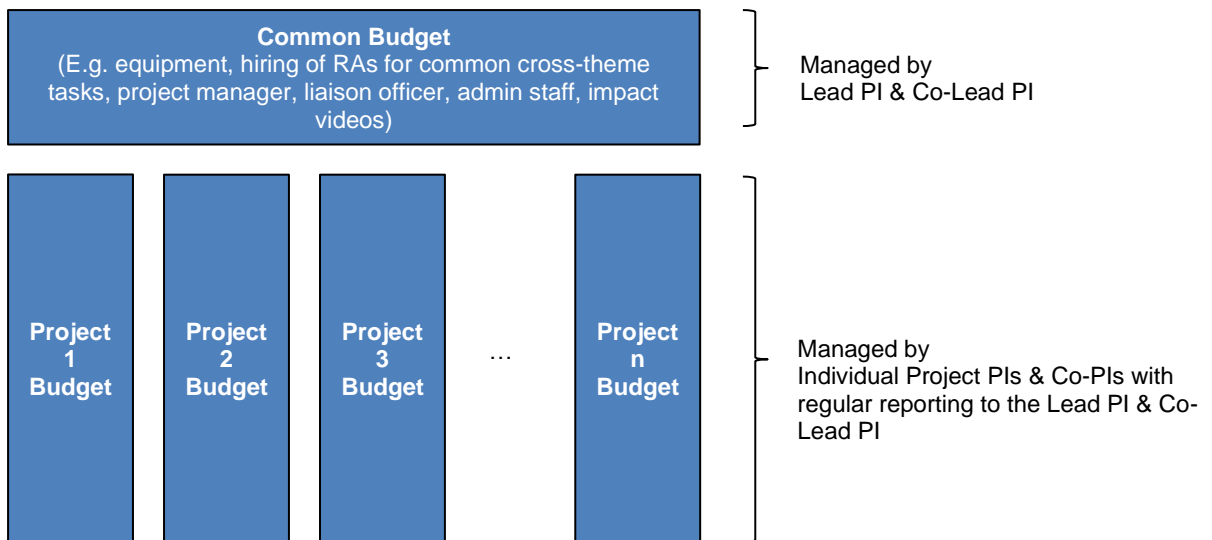 Common Budget
(E.g. equipment, hiring of RAs for common cross-theme
tasks, project manager, liaison officer, admin staff, impact
videos)
Managed by
Lead PI & Co-Lead PI
Project
1
Budget
Project
2
Budget
Project
3
Budget
…
Project
n
Budget
Managed by
Individual Project PIs & Co-PIs with
regular reporting to the Lead PI & Co-
Lead PI